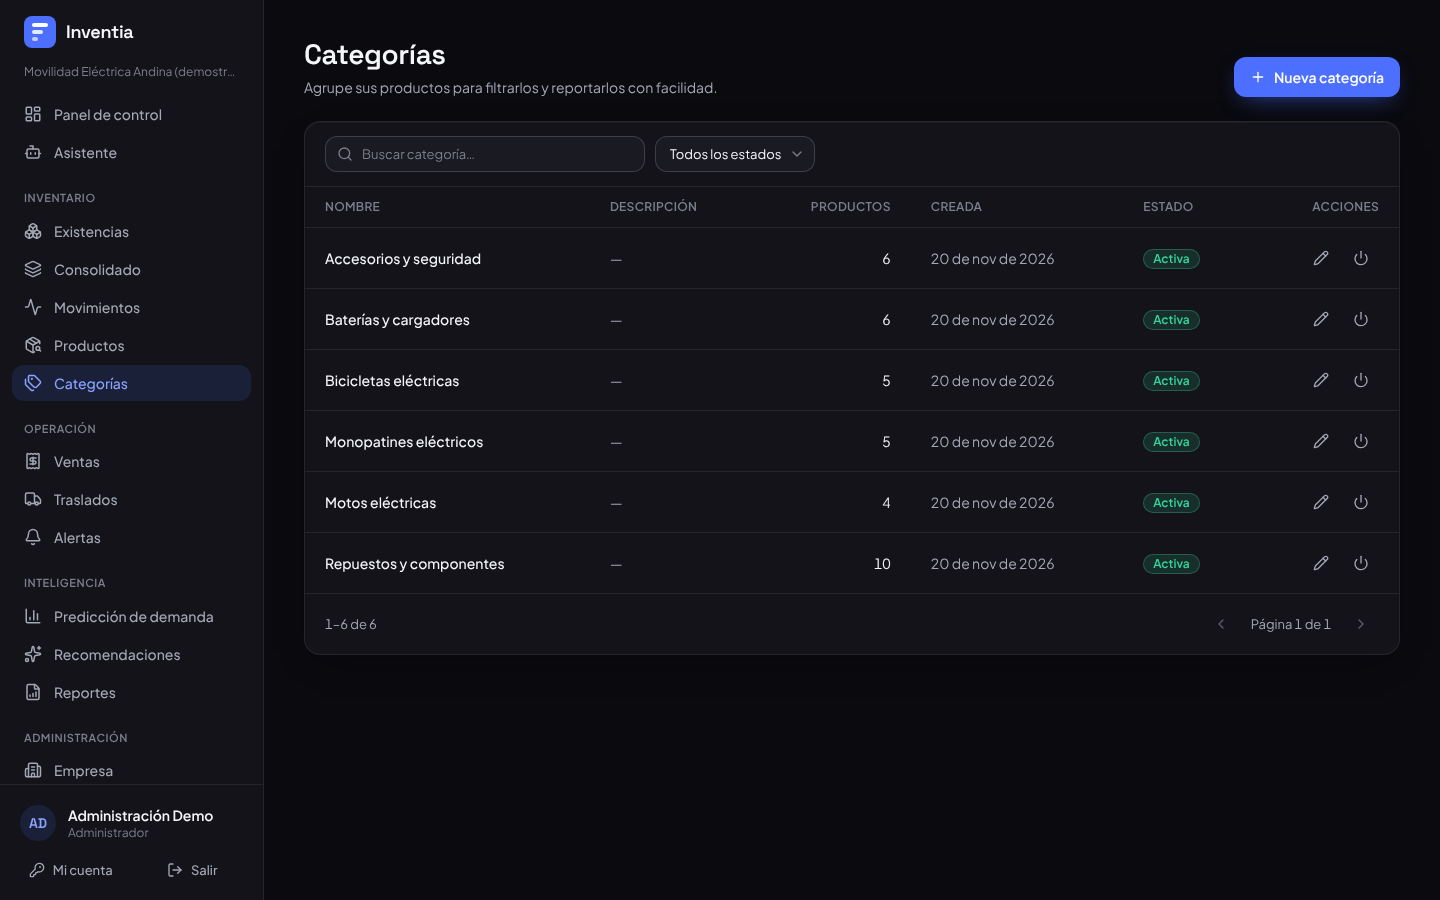 Inventia
Movilidad Eléctrica Andina (demostr...
Panel de control
Asistente
INVENTARIO
Existencias
Consolidado
Movimientos
Productos
Categorías
OPERACIÓN
Ventas
Traslados
Alertas
INTELIGENCIA
Predicción de demanda
Recomendaciones
Reportes
ADMINISTRACIÓN
Empresa
AD Administración Demo
Administrador
Mi cuenta Salir
Categorías
Agrupe sus productos para filtrarlos y reportarlos con facilidad.
Nueva categoría
Buscar categoría... Todos los estados
NOMBRE DESCRIPCIÓN PRODUCTOS CREADA ESTADO ACCIONES
Accesorios y seguridad — 6 20 de nov de 2026 Activa
Baterías y cargadores — 6 20 de nov de 2026 Activa
Bicicletas eléctricas — 5 20 de nov de 2026 Activa
Monopatines eléctricos — 5 20 de nov de 2026 Activa
Motos eléctricas — 4 20 de nov de 2026 Activa
Repuestos y componentes — 10 20 de nov de 2026 Activa
1–6 de 6 Página 1 de 1